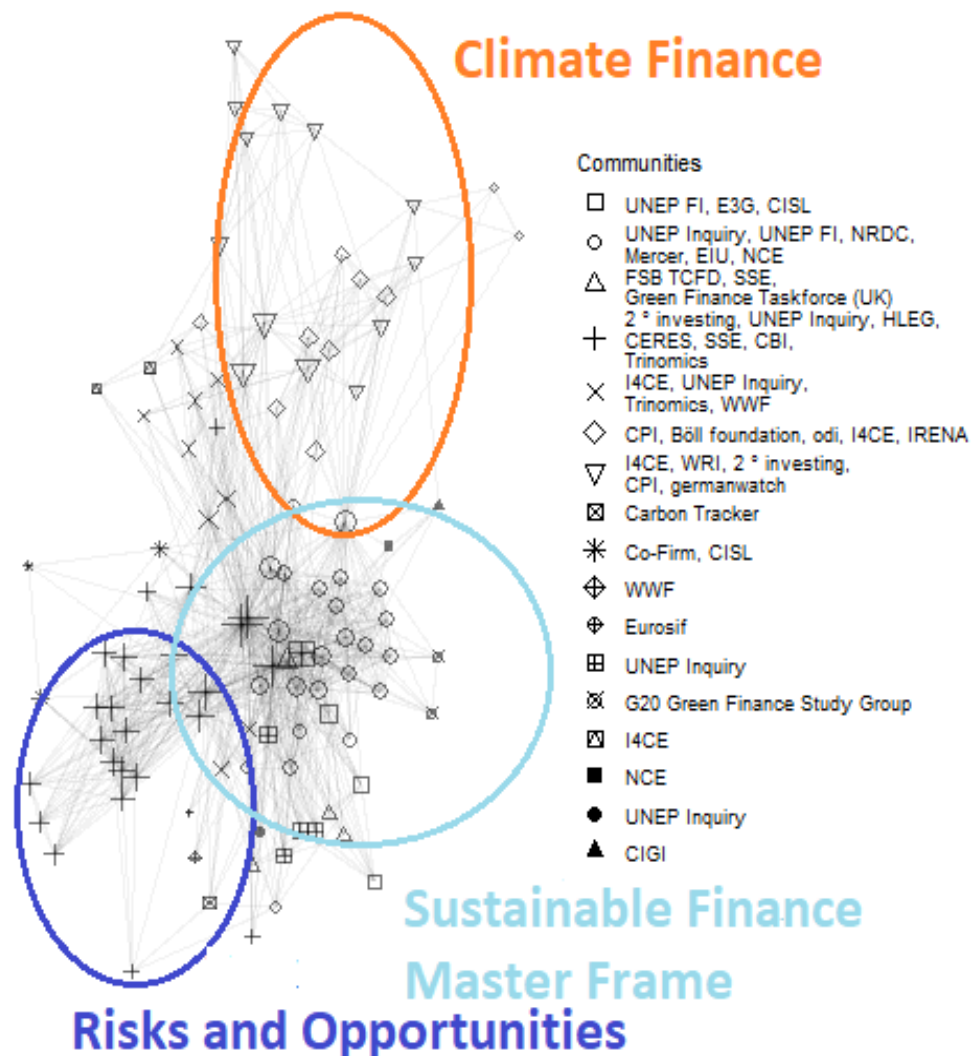 Climate Finance
Communities
UNEP FI, E3G, CISL
UNEP Inquiry, UNEP FI, NRDC,
Mercer, EIU, NCE
FSB TCFD, SSE,
Green Finance Taskforce (UK)
2 ° investing, UNEP Inquiry, HLEG,
CERES, SSE, CBI,
Trinomics
I4CE, UNEP Inquiry,
Trinomics, WWF
CPI, Böll foundation, odi, I4CE, IRENA
I4CE, WRI, 2 ° investing,
CPI, germanwatch
Carbon Tracker
Co-Firm, CISL
WWF
Eurosif
UNEP Inquiry
G20 Green Finance Study Group
I4CE
NCE
UNEP Inquiry
CIGI
Sustainable Finance
Master Frame
Risks and Opportunities